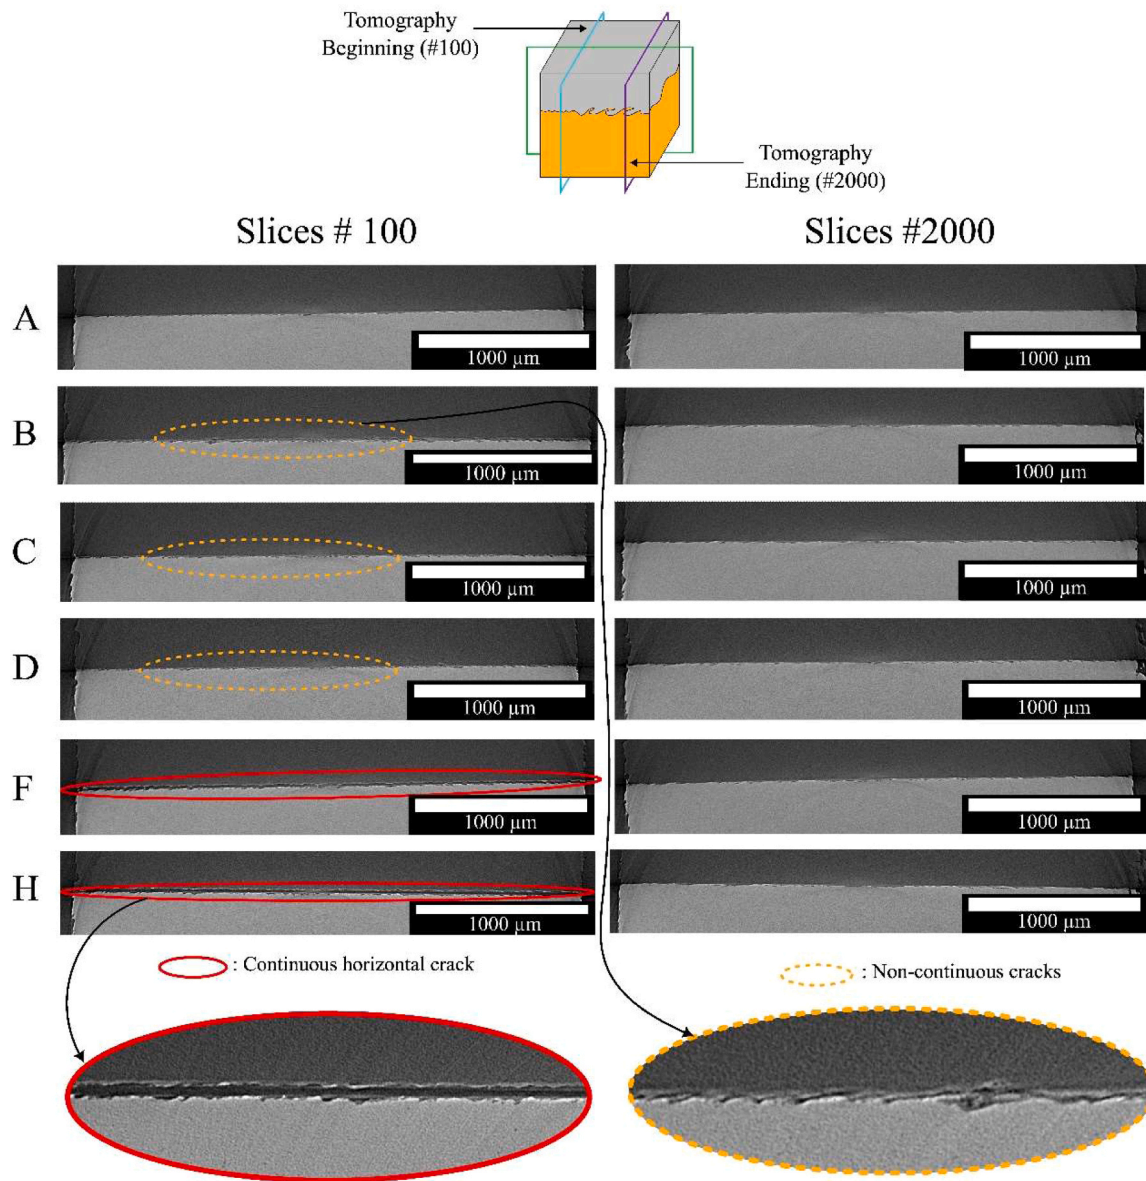 Tomography
Beginning (#100)
Tomography
Ending (#2000)
Slices # 100
Slices #2000
A
1000 µm
1000 µm
B
1000 µm
1000 µm
C
1000 µm
1000 µm
D
1000 µm
1000 µm
F
1000 µm
1000 µm
H
1000 µm
1000 µm
: Continuous horizontal crack
: Non-continuous cracks